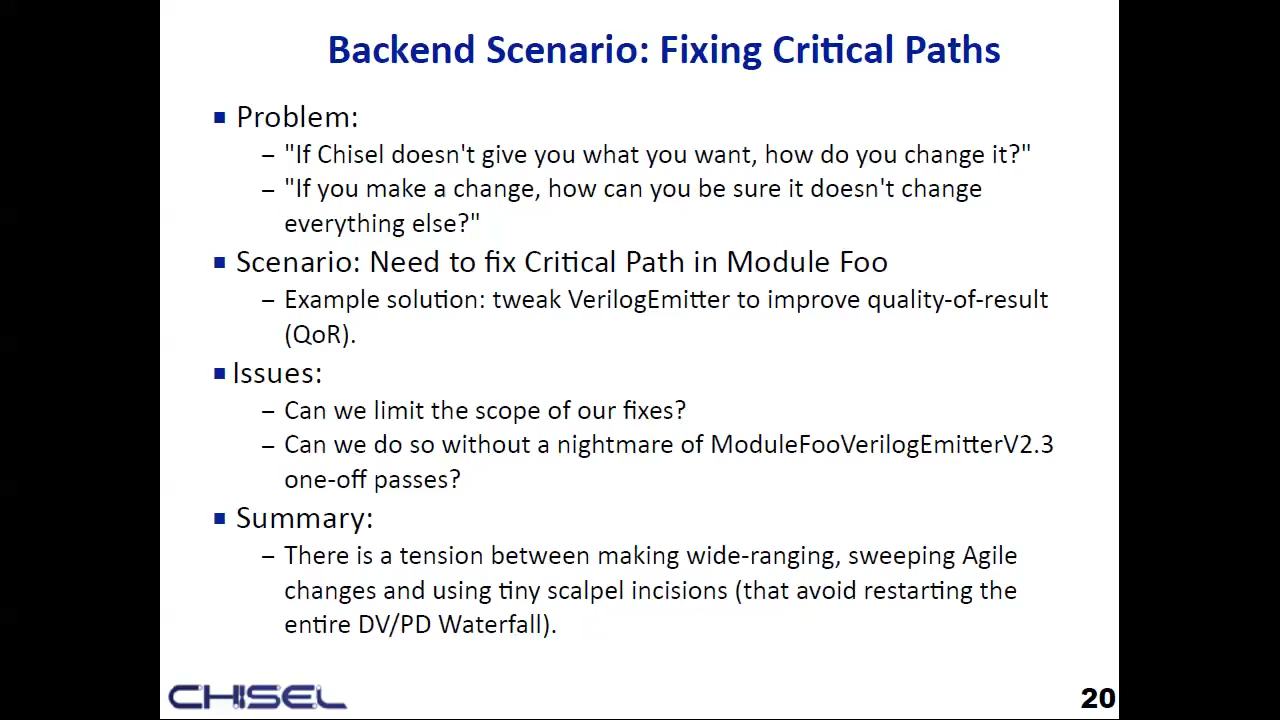 Backend Scenario: Fixing Critical Paths
▪ Problem:
– "If Chisel doesn't give you what you want, how do you change it?"
– "If you make a change, how can you be sure it doesn't change
everything else?"
▪ Scenario: Need to fix Critical Path in Module Foo
– Example solution: tweak VerilogEmitter to improve quality-of-result
(QoR).
▪ Issues:
– Can we limit the scope of our fixes?
– Can we do so without a nightmare of ModuleFooVerilogEmitterV2.3
one-off passes?
▪ Summary:
– There is a tension between making wide-ranging, sweeping Agile
changes and using tiny scalpel incisions (that avoid restarting the
entire DV/PD Waterfall).
CHISEL
20